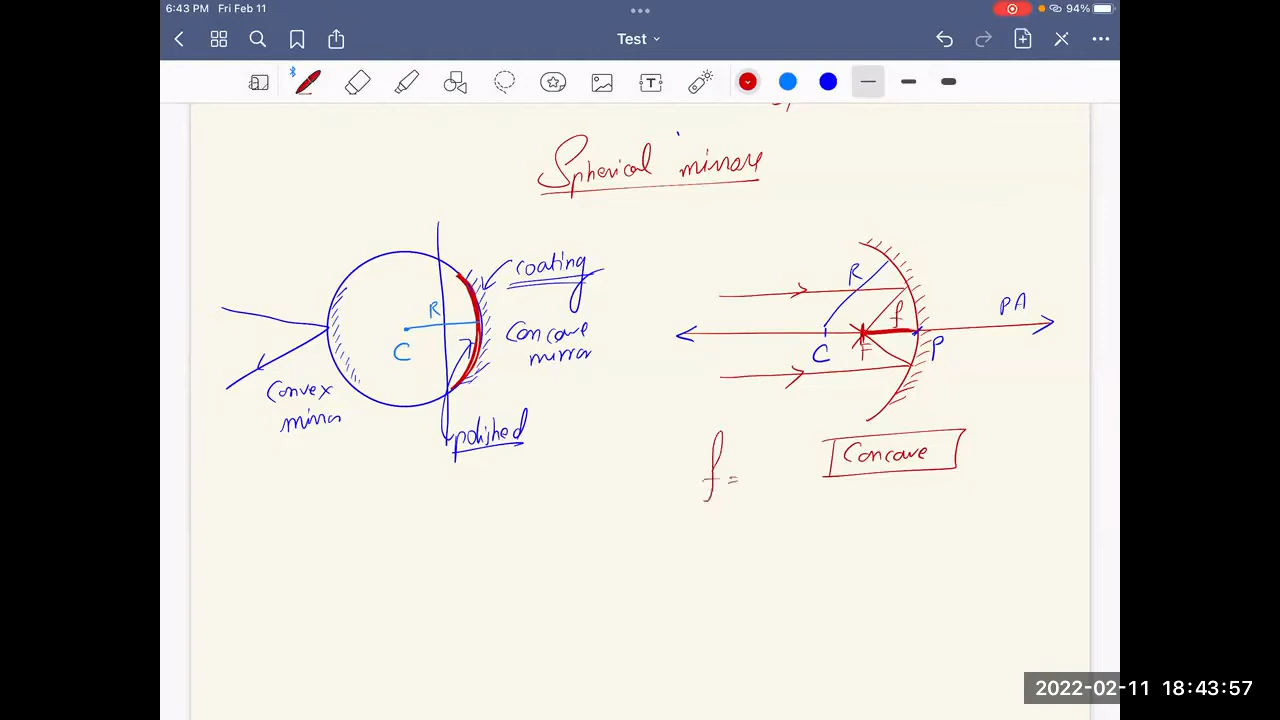 6:43 PM Fri Feb 11
94%
Test
T
Spherical mirrors
coating
R
C
Concave
mirror
Convex
mirror
polished
R
f
PA
C
F
P
f =
Concave
2022-02-11 18:43:57